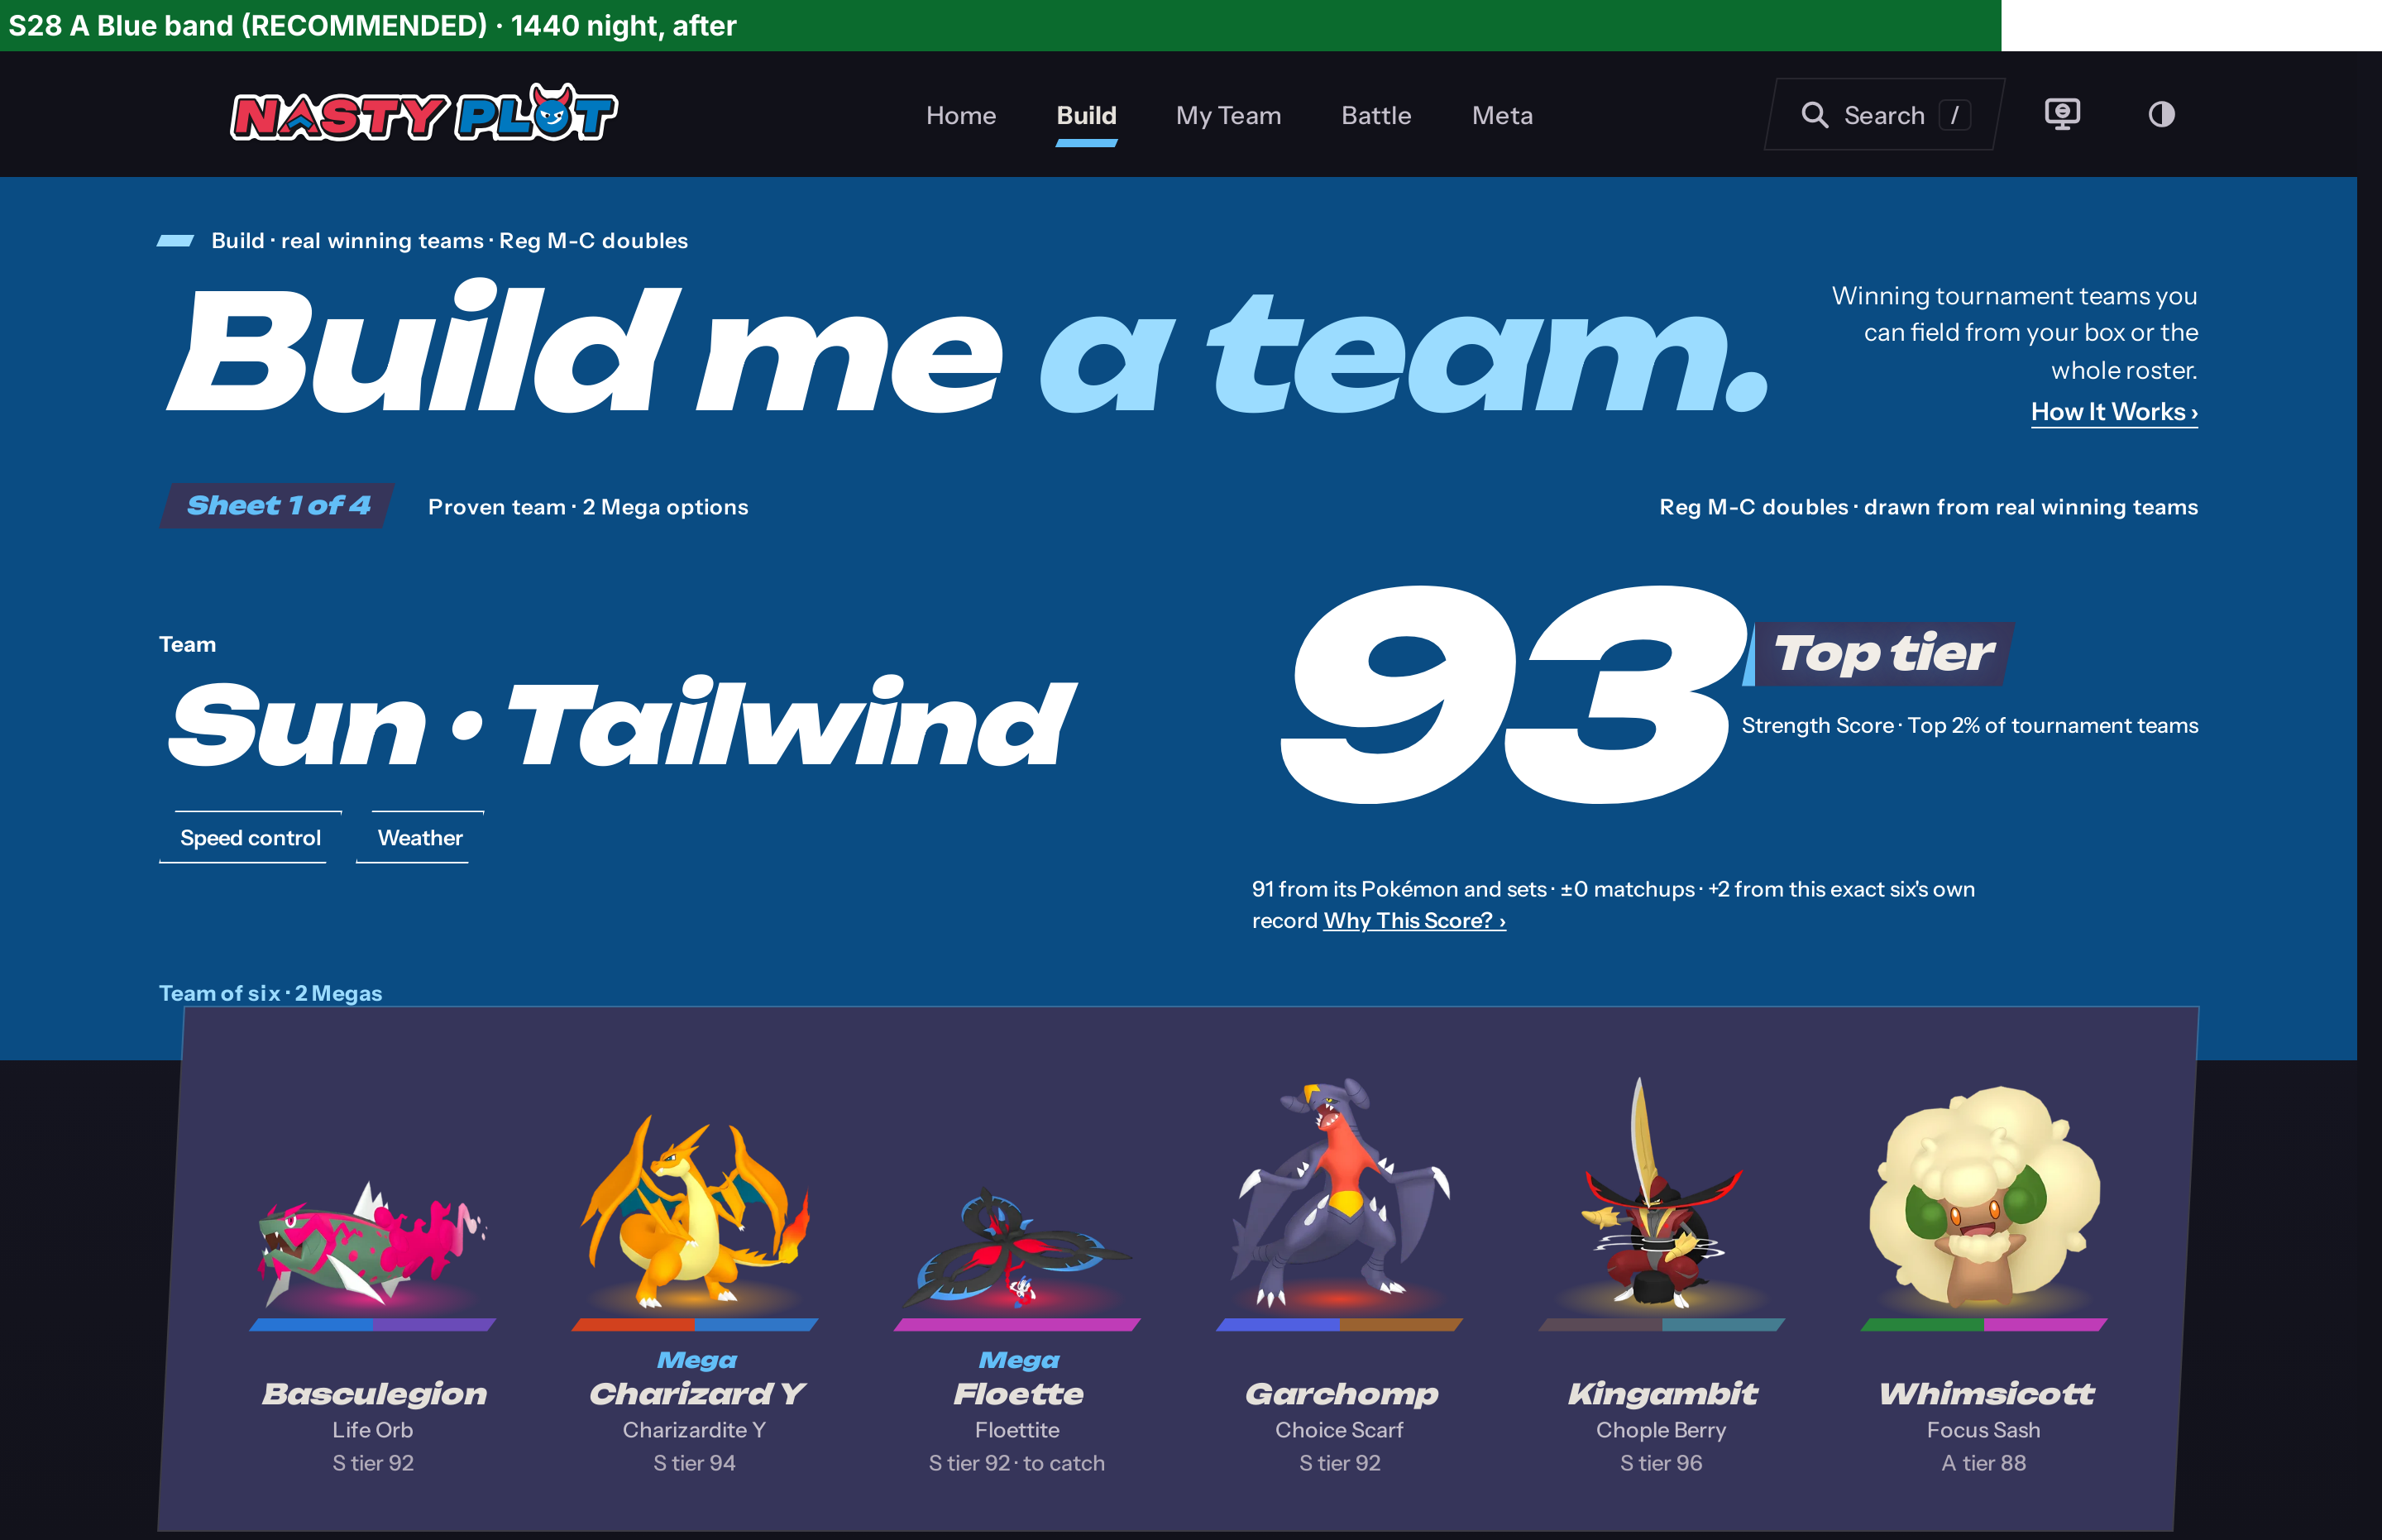 S28 A Blue band (RECOMMENDED) · 1440 night, after
NASTY PLOT
Home
Build
My Team
Battle
Meta
Search /
Build · real winning teams · Reg M-C doubles
Build me a team.
Winning tournament teams you
can field from your box or the
whole roster.
How It Works ›
Sheet 1 of 4
Proven team · 2 Mega options
Reg M-C doubles · drawn from real winning teams
Team
Sun · Tailwind
Speed control
Weather
93
Top tier
Strength Score · Top 2% of tournament teams
91 from its Pokémon and sets · ±0 matchups · +2 from this exact six's own
record Why This Score? ›
Team of six · 2 Megas
Basculegion
Life Orb
S tier 92
Mega
Charizard Y
Charizardite Y
S tier 94
Mega
Floette
Floettite
S tier 92 · to catch
Garchomp
Choice Scarf
S tier 92
Kingambit
Chople Berry
S tier 96
Whimsicott
Focus Sash
A tier 88